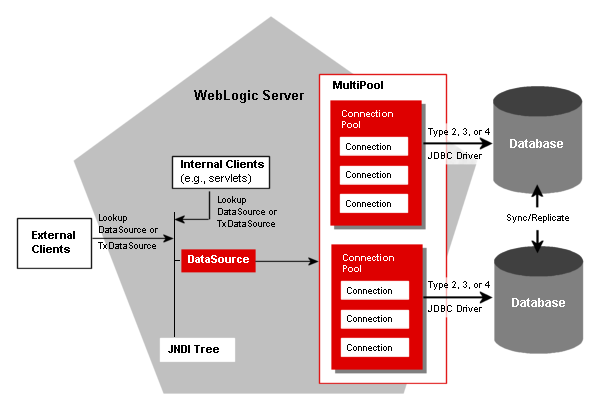 WebLogic Server
MultiPool
Connection
Pool
Connection
Connection
Connection
Type 2, 3, or 4
JDBC Driver
Database
Internal Clients
(e.g., servlets)
Lookup
DataSource or
TxDataSource
External
Clients
Lookup
DataSource or
TxDataSource
DataSource
JNDI Tree
Sync/Replicate
Connection
Pool
Connection
Connection
Connection
Type 2, 3, or 4
JDBC Driver
Database